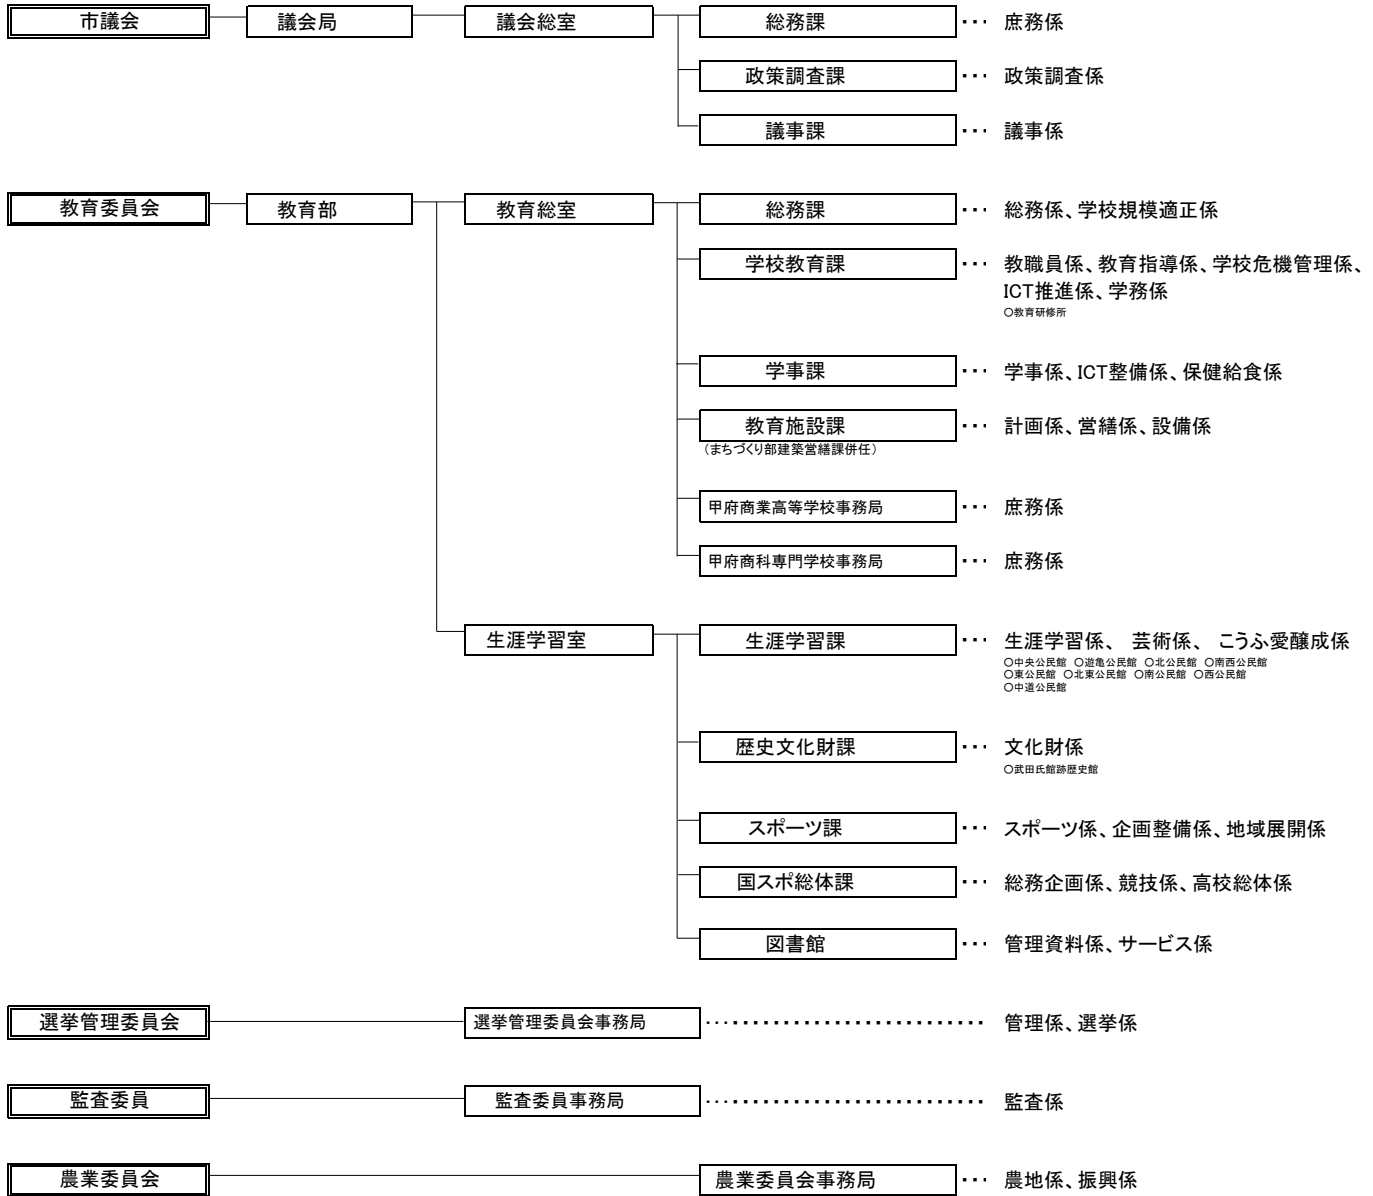 市議会 議会局 議会総室 総務課 ･･･ 庶務係
政策調査課 ･･･ 政策調査係
議事課 ･･･ 議事係
教育委員会 教育部 教育総室 総務課 ･･･ 総務係、学校規模適正係
学校教育課 ･･･ 教職員係、教育指導係、学校危機管理係、
ICT推進係、学務係
○教育研修所
学事課 ･･･ 学事係、ICT整備係、保健給食係
教育施設課 ･･･ 計画係、営繕係、設備係
（まちづくり部建築営繕課併任）
甲府商業高等学校事務局 ･･･ 庶務係
甲府商科専門学校事務局 ･･･ 庶務係
生涯学習室 生涯学習課 ･･･ 生涯学習係、 芸術係、 こうふ愛醸成係
○中央公民館 ○遊亀公民館 ○北公民館 ○南西公民館
○東公民館 ○北東公民館 ○南公民館 ○西公民館
○中道公民館
歴史文化財課 ･･･ 文化財係
○武田氏館跡歴史館
スポーツ課 ･･･ スポーツ係、企画整備係、地域展開係
国スポ総体課 ･･･ 総務企画係、競技係、高校総体係
図書館 ･･･ 管理資料係、サービス係
選挙管理委員会 選挙管理委員会事務局 ･･････････････････････ 管理係、選挙係
監査委員 監査委員事務局 ･･････････････････････ 監査係
農業委員会 農業委員会事務局 ･･･ 農地係、振興係